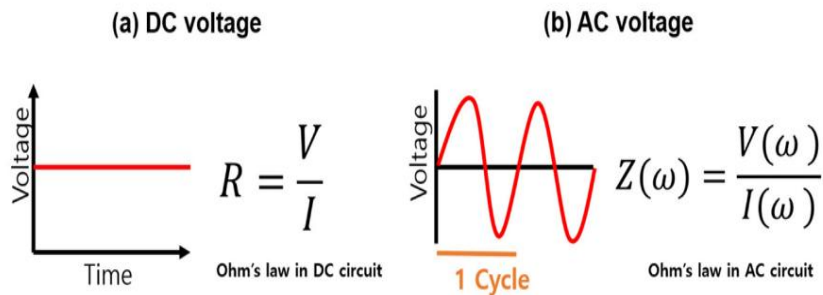 (a) DC voltage
(b) AC voltage
Voltage
Time
R = V / I
Ohm's law in DC circuit
Voltage
1 Cycle
Z(ω) = V(ω) / I(ω)
Ohm's law in AC circuit